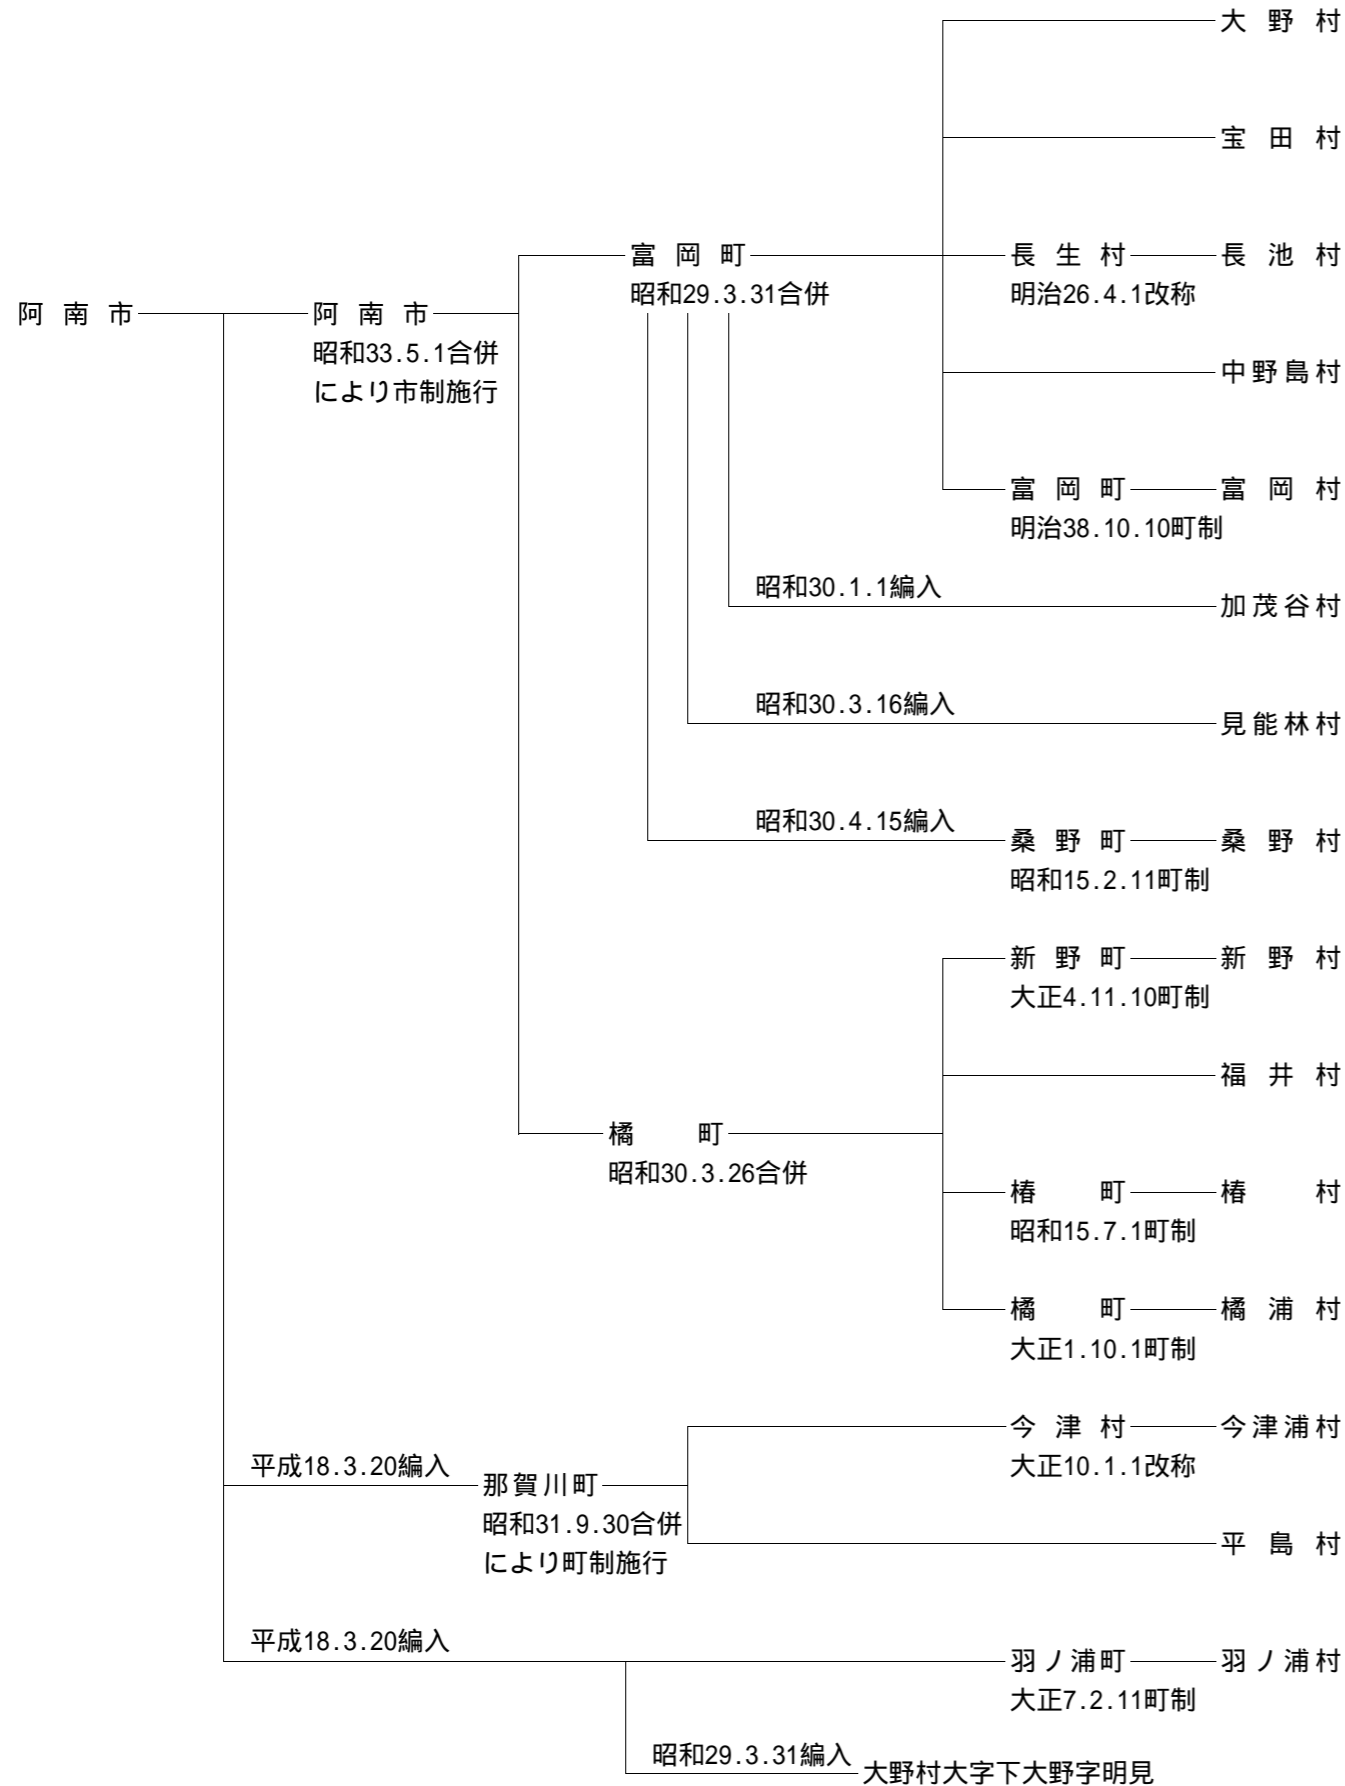 大野村
宝田村
富岡町 長生村 長池村
昭和29.3.31合併 明治26.4.1改称
阿南市 阿南市
昭和33.5.1合併
により市制施行
中野島村
富岡町 富岡村
明治38.10.10町制
昭和30.1.1編入
加茂谷村
昭和30.3.16編入
見能林村
昭和30.4.15編入
桑野町 桑野村
昭和15.2.11町制
新野町 新野村
大正4.11.10町制
福井村
橘町
昭和30.3.26合併
椿町 椿村
昭和15.7.1町制
橘町 橘浦村
大正1.10.1町制
今津村 今津浦村
大正10.1.1改称
平成18.3.20編入
那賀川町
昭和31.9.30合併
により町制施行
平島村
平成18.3.20編入
羽ノ浦町 羽ノ浦村
大正7.2.11町制
昭和29.3.31編入
大野村大字下大野字明見